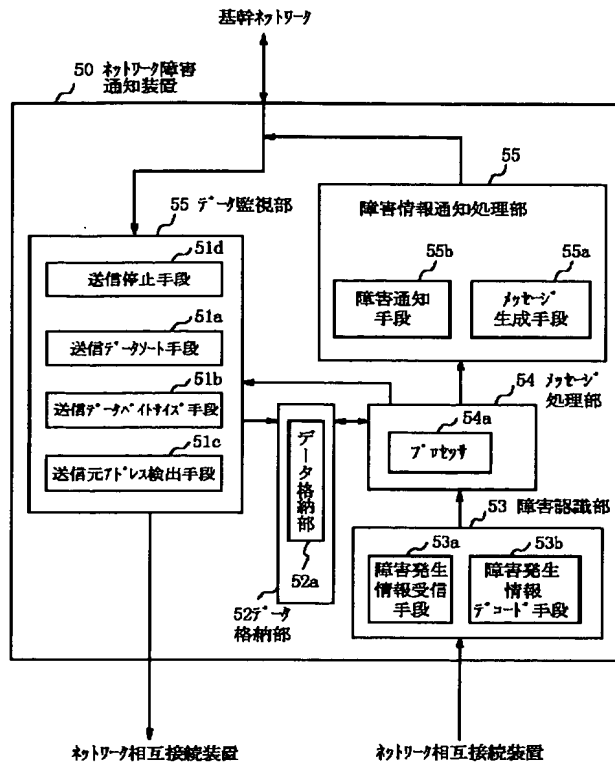 基幹ネットワーク
50 ネットワーク障害
通知装置
55 データ監視部
51d
送信停止手段
51a
送信データソート手段
51b
送信データバイトサイズ手段
51c
送信元アドレス検出手段
55
障害情報通知処理部
55b
障害通知
手段
55a
メッセージ
生成手段
54 メッセージ
処理部
54a
プロセッサ
データ格納部
52a
52データ
格納部
53 障害認識部
53a
障害発生
情報受信
手段
53b
障害発生
情報
デコード手段
ネットワーク相互接続装置
ネットワーク相互接続装置